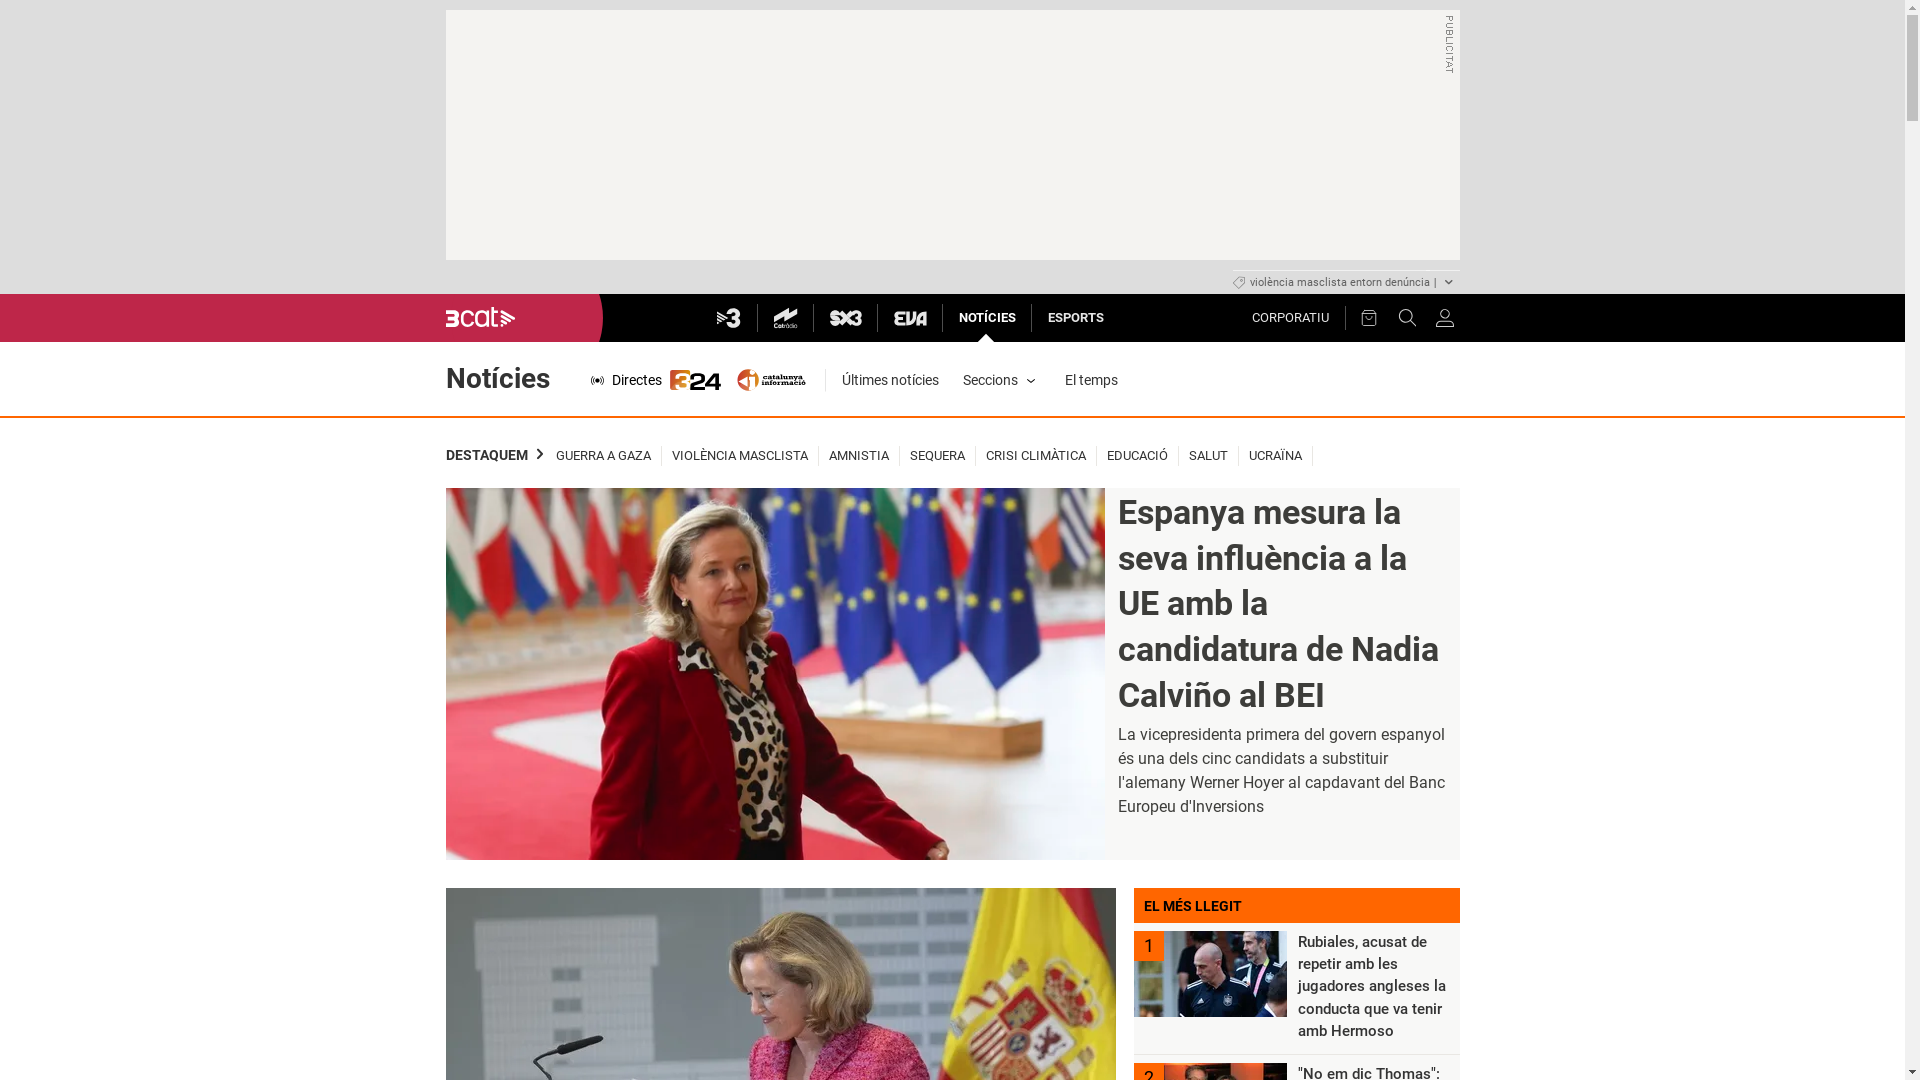 PUBLICITAT
violència masclista entorn denúncia |
3cat
3
Catràdio
SX3
EVA
NOTÍCIES
ESPORTS
CORPORATIU
Notícies
Directes
324
catalunya
informació
Últimes notícies
Seccions
El temps
DESTAQUEM
GUERRA A GAZA
VIOLÈNCIA MASCLISTA
AMNISTIA
SEQUERA
CRISI CLIMÀTICA
EDUCACIÓ
SALUT
UCRAÏNA
Espanya mesura la
seva influència a la
UE amb la
candidatura de Nadia
Calviño al BEI
La vicepresidenta primera del govern espanyol
és una dels cinc candidats a substituir
l'alemany Werner Hoyer al capdavant del Banc
Europeu d'Inversions
EL MÉS LLEGIT
1
Rubiales, acusat de
repetir amb les
jugadores angleses la
conducta que va tenir
amb Hermoso
2
"No em dic Thomas":